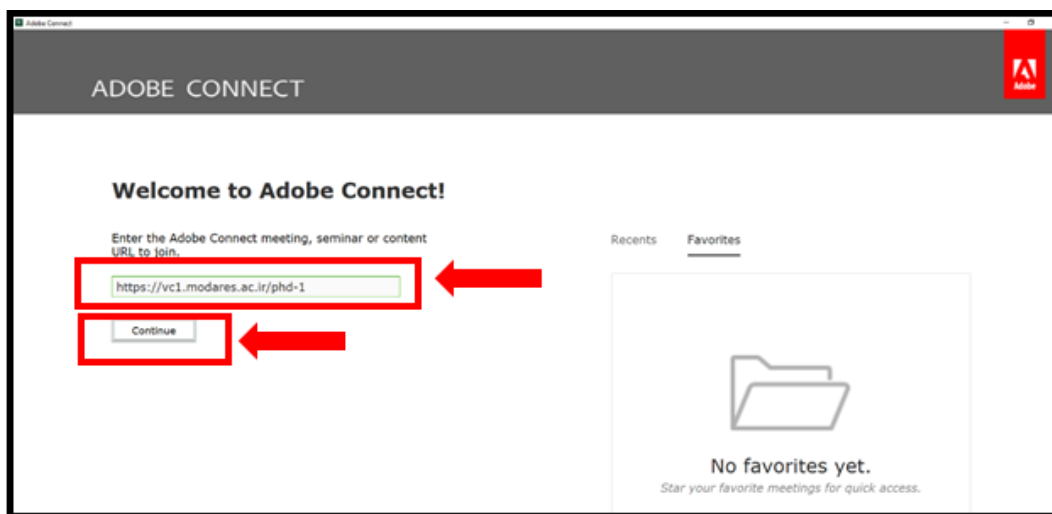 Adobe Connect
ADOBE CONNECT
Adobe
Welcome to Adobe Connect!
Enter the Adobe Connect meeting, seminar or content
URL to join.
https://vc1.modares.ac.ir/phd-1
Continue
Recents Favorites
No favorites yet.
Star your favorite meetings for quick access.